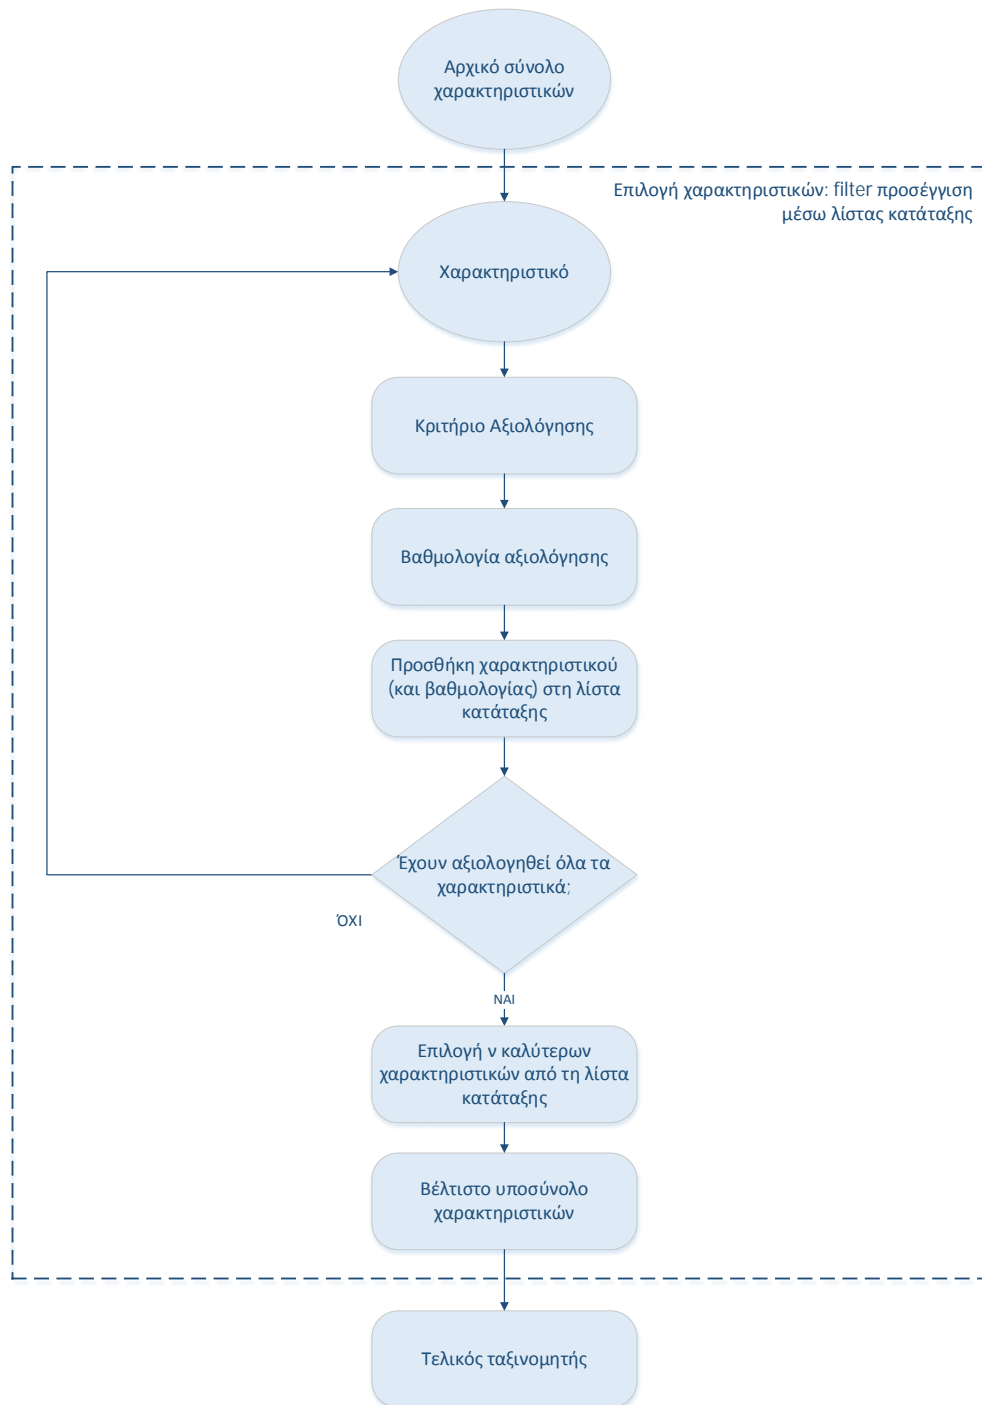 Αρχικό σύνολο
χαρακτηριστικών
Επιλογή χαρακτηριστικών: filter προσέγγιση
μέσω λίστας κατάταξης
Χαρακτηριστικό
Κριτήριο Αξιολόγησης
Βαθμολογία αξιολόγησης
Προσθήκη χαρακτηριστικού
(και βαθμολογίας) στη λίστα
κατάταξης
Έχουν αξιολογηθεί όλα τα
χαρακτηριστικά;
ΌΧΙ
ΝΑΙ
Επιλογή ν καλύτερων
χαρακτηριστικών από τη λίστα
κατάταξης
Βέλτιστο υποσύνολο
χαρακτηριστικών
Τελικός ταξινομητής